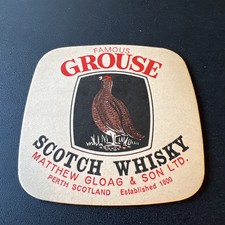 FAMOUS
GROUSE
SCOTCH WHISKY
MATTHEW GLOAG & SON LTD.
PERTH SCOTLAND Established 1800